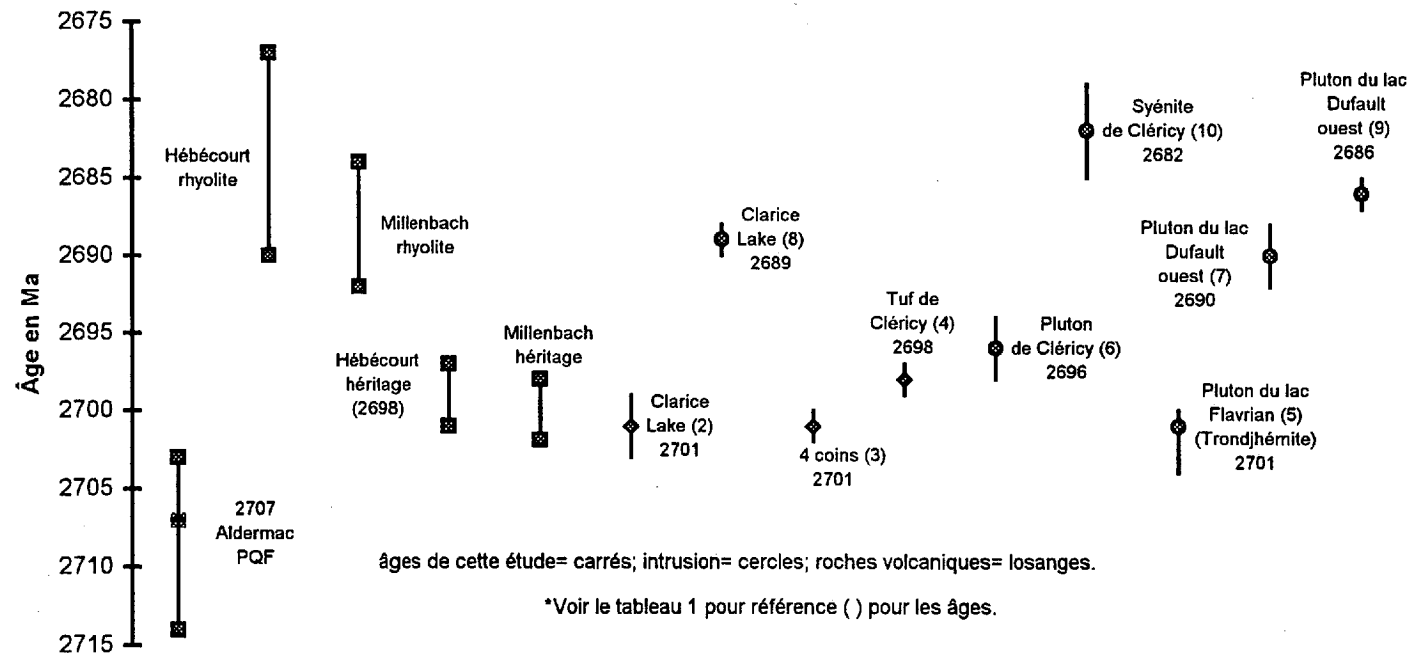 Âge en Ma
2675
2680
2685
2690
2695
2700
2705
2710
2715
Hébécourt
rhyolite
Millenbach
rhyolite
Hébécourt
héritage
(2698)
Millenbach
héritage
2707
Aldermac
PQF
Clarice
Lake (2)
2701
Clarice
Lake (8)
2689
4 coins (3)
2701
Tuf de
Cléricy (4)
2698
Pluton
de Cléricy (6)
2696
Syénite
de Cléricy (10)
2682
Pluton du lac
Flavrian (5)
(Trondjhémite)
2701
Pluton du lac
Dufault
ouest (7)
2690
Pluton du lac
Dufault
ouest (9)
2686
âges de cette étude= carrés; intrusion= cercles; roches volcaniques= losanges.
*Voir le tableau 1 pour référence ( ) pour les âges.